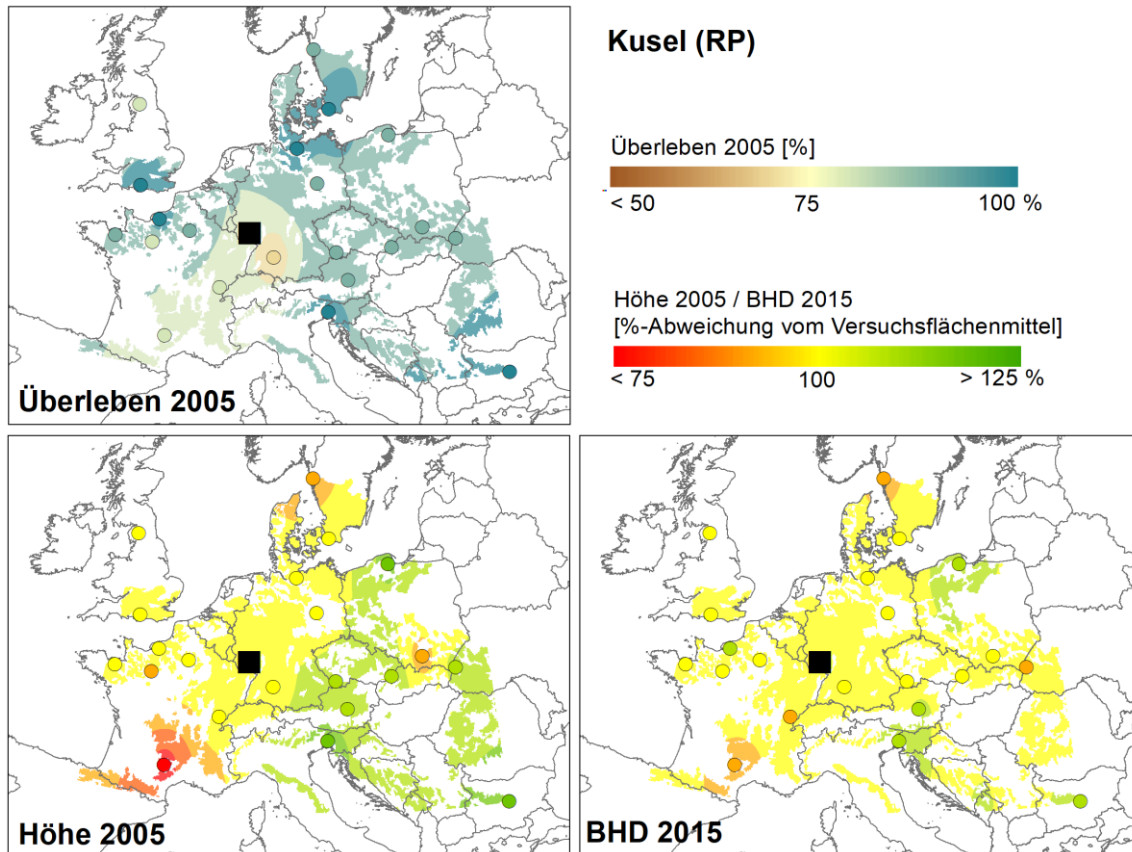 Kusel (RP)
Überleben 2005 [%]
< 50 75 100 %
Höhe 2005 / BHD 2015
[%-Abweichung vom Versuchsflächenmittel]
< 75 100 > 125 %
Überleben 2005
Höhe 2005
BHD 2015